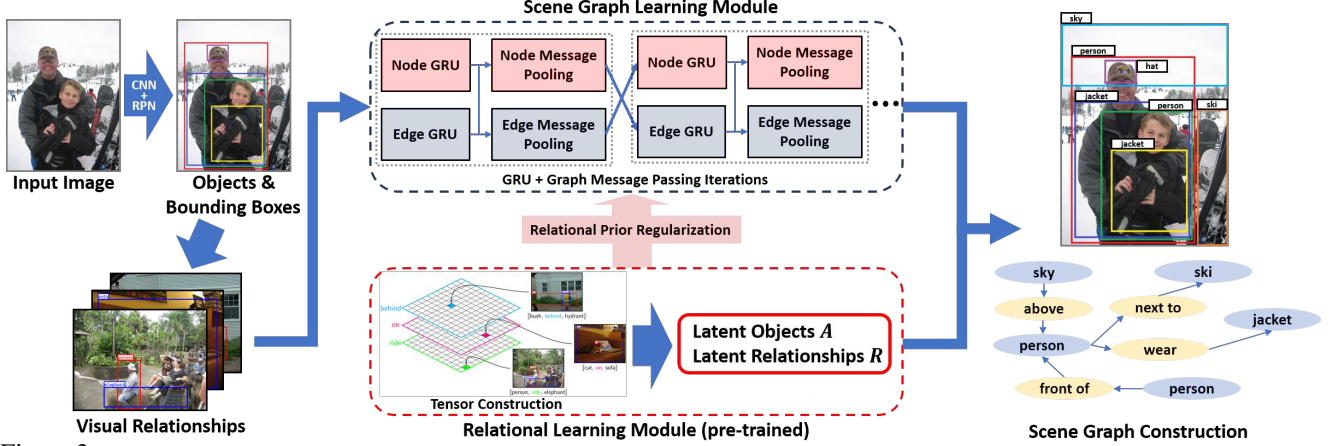 Scene Graph Learning Module
CNN
+
RPN
Input Image
Objects &
Bounding Boxes
Node GRU
Node Message
Pooling
Node GRU
Node Message
Pooling
Edge GRU
Edge Message
Pooling
Edge GRU
Edge Message
Pooling
GRU + Graph Message Passing Iterations
Relational Prior Regularization
Visual Relationships
behind
on
ride
[bush, behind, hydrant]
[cat, on, sofa]
[person, ride, elephant]
Tensor Construction
Latent Objects A
Latent Relationships R
Relational Learning Module (pre-trained)
sky
person
hat
jacket
person
ski
jacket
sky
ski
above
next to
jacket
person
wear
front of
person
Scene Graph Construction